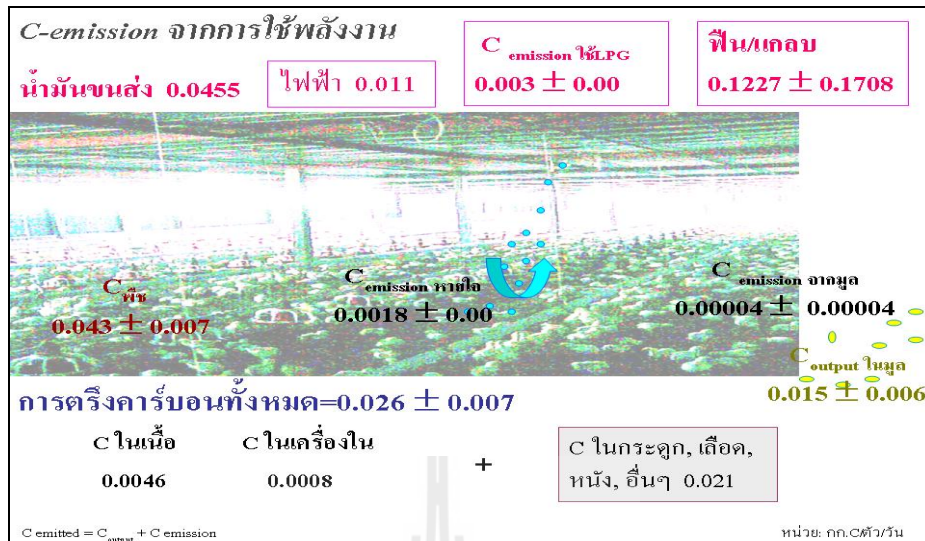 C-emission จากการใช้พลังงาน
น้ำมันขนส่ง 0.0455
ไฟฟ้า 0.011
C emission ใช้LPG
0.003 ± 0.00
ฟืน/แกลบ
0.1227 ± 0.1708
C พืช
0.043 ± 0.007
C emission หายใจ
0.0018 ± 0.00
C emission จากมูล
0.00004 ± 0.00004
C output ในมูล
0.015 ± 0.006
การตรึงคาร์บอนทั้งหมด=0.026 ± 0.007
C ในเนื้อ
0.0046
C ในเครื่องใน
0.0008
+
C ในกระดูก, เลือด,
หนัง, อื่นๆ 0.021
C emitted = C output + C emission
หน่วย: กก.C/ตัว/วัน